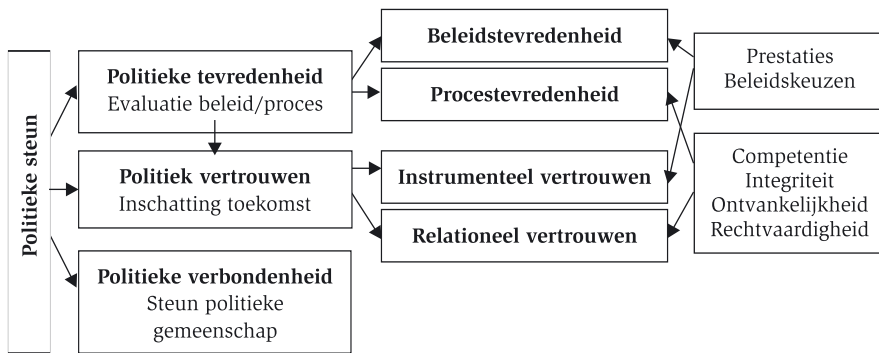 Politieke steun
Politieke tevredenheid
Evaluatie beleid/proces
Politiek vertrouwen
Inschatting toekomst
Politieke verbondenheid
Steun politieke
gemeenschap
Beleidstevredenheid
Procestevredenheid
Instrumenteel vertrouwen
Relationeel vertrouwen
Prestaties
Beleidskeuzen
Competentie
Integriteit
Ontvankelijkheid
Rechtvaardigheid